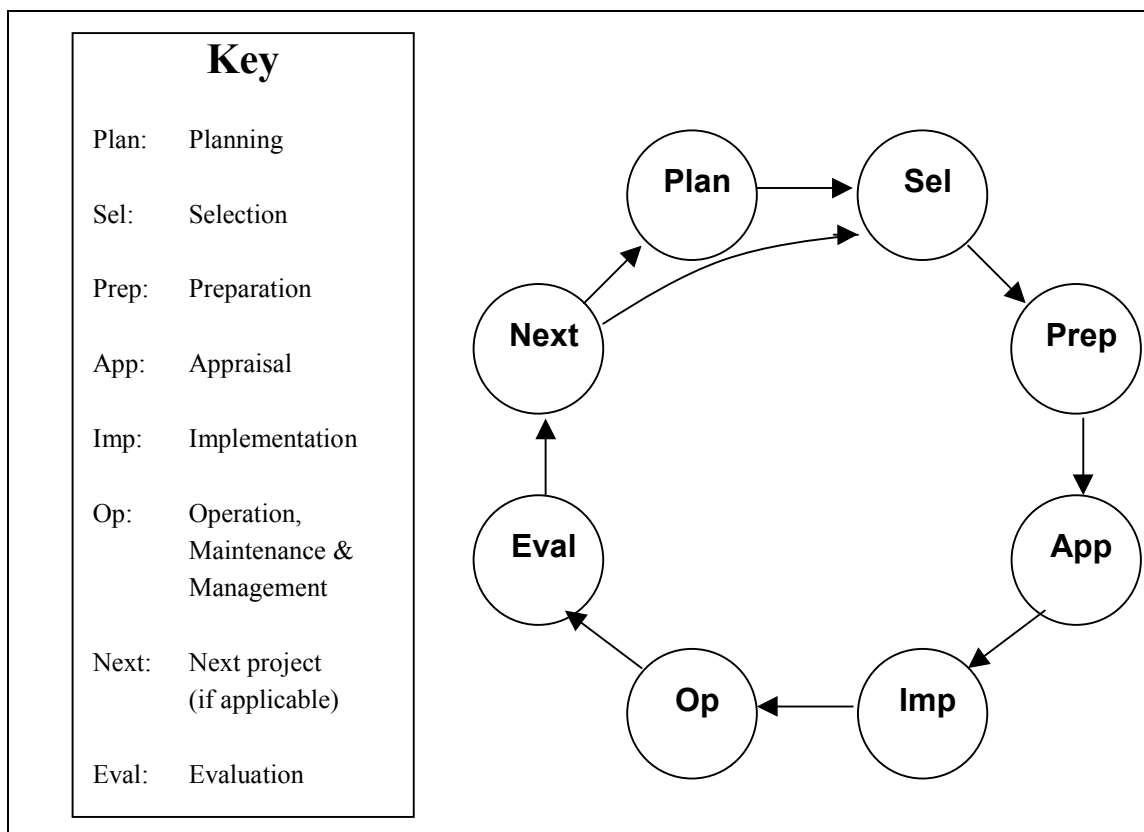 Key
Plan: Planning
Sel: Selection
Prep: Preparation
App: Appraisal
Imp: Implementation
Op: Operation,
Maintenance &
Management
Next: Next project
(if applicable)
Eval: Evaluation
Plan
Sel
Next
Prep
Eval
App
Op
Imp